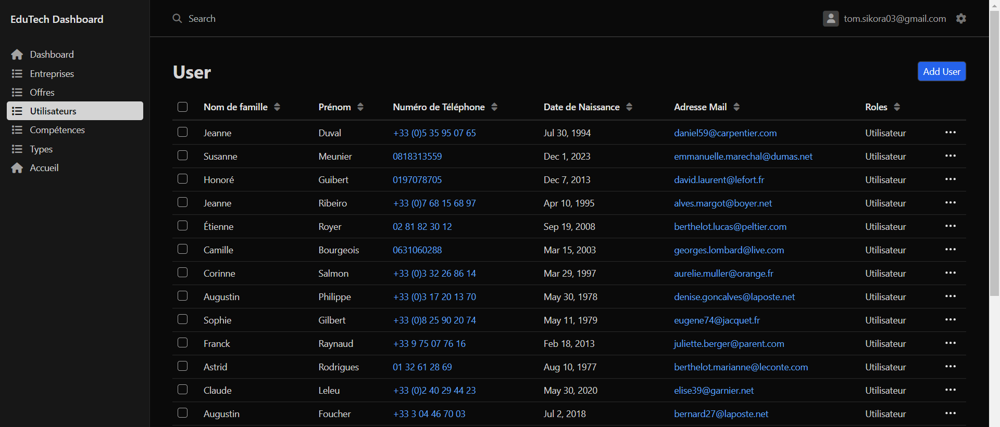 EduTech Dashboard
Search
tom.sikora03@gmail.com
Dashboard
Entreprises
Offres
Utilisateurs
Compétences
Types
Accueil
User
Add User
Nom de famille Prénom Numéro de Téléphone Date de Naissance Adresse Mail Roles
Jeanne Duval +33 (0)5 35 95 07 65 Jul 30, 1994 daniel59@carpentier.com Utilisateur
Susanne Meunier 0818313559 Dec 1, 2023 emmanuelle.marechal@dumas.net Utilisateur
Honoré Guibert 0197078705 Dec 7, 2013 david.laurent@lefort.fr Utilisateur
Jeanne Ribeiro +33 (0)7 68 15 68 97 Apr 10, 1995 alves.margot@boyer.net Utilisateur
Étienne Royer 02 81 82 30 12 Sep 19, 2008 berthelot.lucas@peltier.com Utilisateur
Camille Bourgeois 0631060288 Mar 15, 2003 georges.lombard@live.com Utilisateur
Corinne Salmon +33 (0)3 32 26 86 14 Mar 29, 1997 aurelie.muller@orange.fr Utilisateur
Augustin Philippe +33 (0)3 17 20 13 70 May 30, 1978 denise.goncalves@laposte.net Utilisateur
Sophie Gilbert +33 (0)8 25 90 20 74 May 11, 1979 eugene74@jacquet.fr Utilisateur
Franck Raynaud +33 9 75 07 76 16 Feb 18, 2013 juliette.berger@parent.com Utilisateur
Astrid Rodrigues 01 32 61 28 69 Aug 10, 1977 berthelot.marianne@leconte.com Utilisateur
Claude Leleu +33 (0)2 40 29 44 23 May 30, 2020 elise39@garnier.net Utilisateur
Augustin Foucher +33 3 04 46 70 03 Jul 2, 2018 bernard27@laposte.net Utilisateur